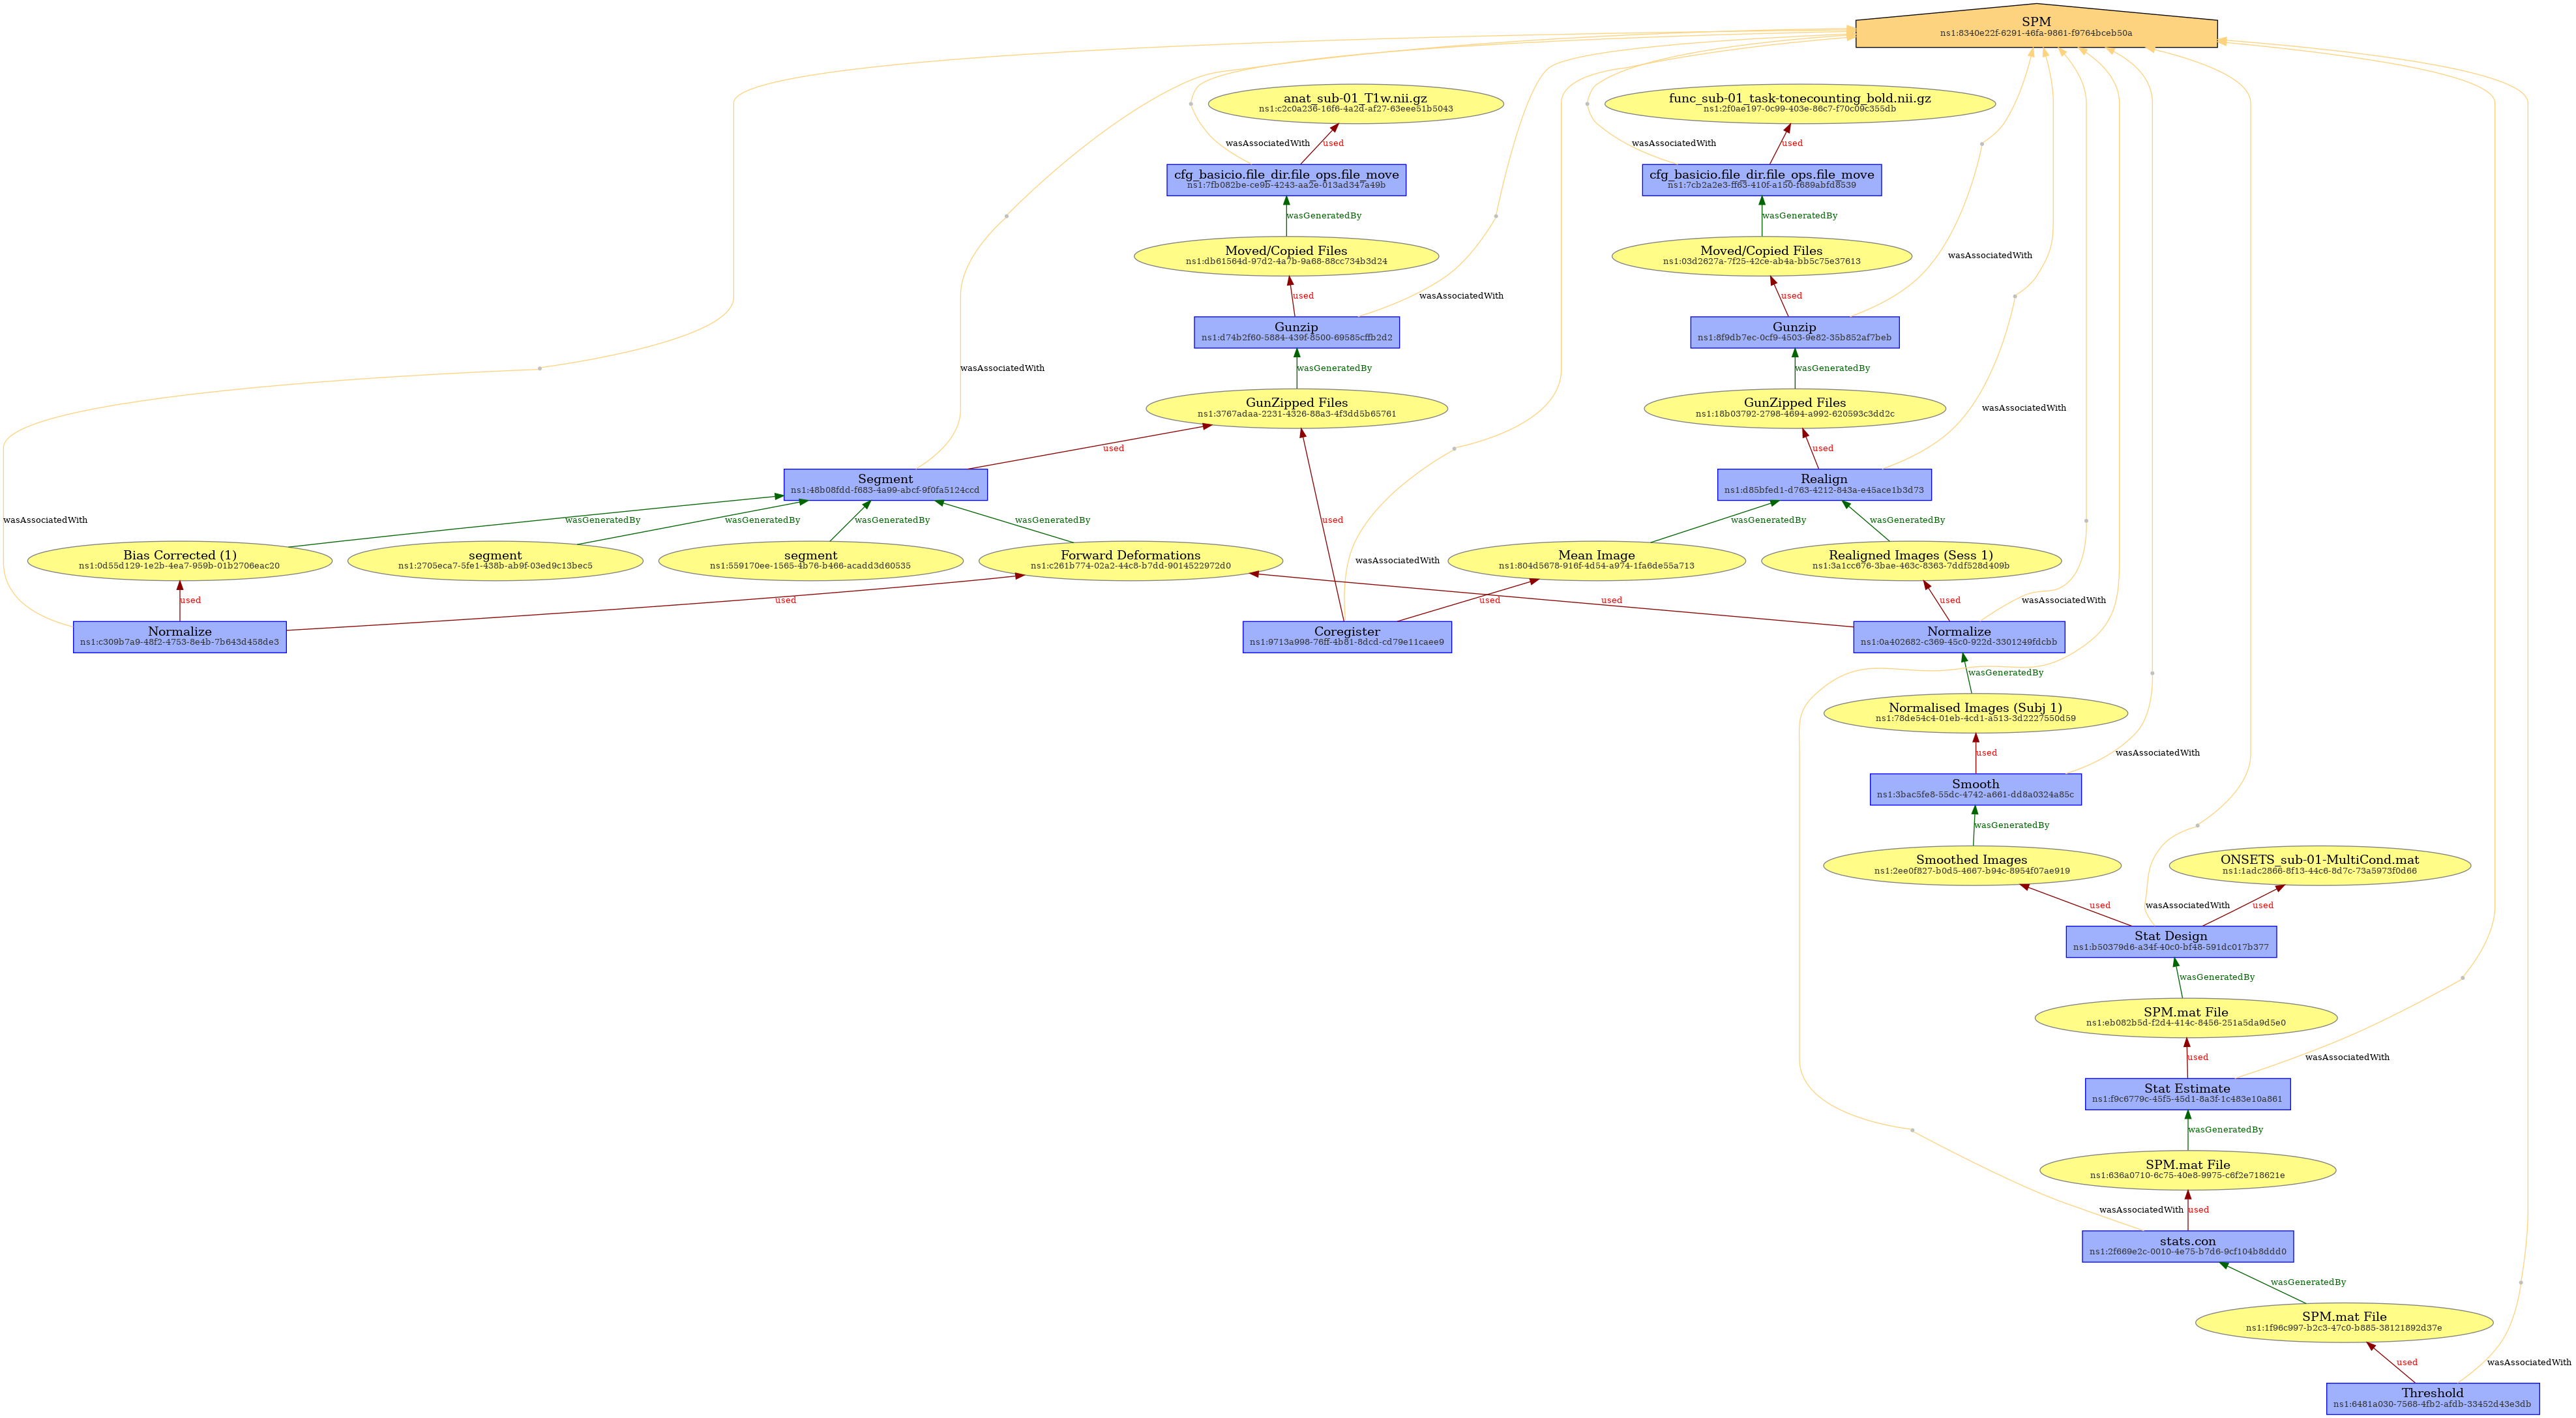 SPM
ns1:8340e22f-6291-46fa-9861-f9764bceb50a
anat_sub-01_T1w.nii.gz
ns1:c2c0a236-16f6-4a2d-af27-63eee51b5043
func_sub-01_task-tonecounting_bold.nii.gz
ns1:2f0ae197-0c99-403e-86c7-f70c09c355db
wasAssociatedWith
used
wasAssociatedWith
used
cfg_basicio.file_dir.file_ops.file_move
ns1:7fb082be-ce9b-4243-aa2e-013ad347a49b
cfg_basicio.file_dir.file_ops.file_move
ns1:7cb2a2e3-ff63-410f-a150-f689abfd8539
wasGeneratedBy
wasGeneratedBy
Moved/Copied Files
ns1:db61564d-97d2-4a7b-9a68-88cc734b3d24
Moved/Copied Files
ns1:03d2627a-7f25-42ce-ab4a-bb5c75e37613
wasAssociatedWith
used
wasAssociatedWith
used
Gunzip
ns1:d74b2f60-5884-439f-8500-69585cffb2d2
Gunzip
ns1:8f9db7ec-0cf9-4503-9e82-35b852af7beb
wasAssociatedWith
wasGeneratedBy
wasGeneratedBy
GunZipped Files
ns1:3767adaa-2231-4326-88a3-4f3dd5b65761
GunZipped Files
ns1:18b03792-2798-4694-a992-620593c3dd2c
wasAssociatedWith
used
used
Segment
ns1:48b08fdd-f683-4a99-abcf-9f0fa5124ccd
Realign
ns1:d85bfed1-d763-4212-843a-e45ace1b3d73
wasAssociatedWith
wasGeneratedBy
wasGeneratedBy
wasGeneratedBy
wasGeneratedBy
used
wasGeneratedBy
wasGeneratedBy
Bias Corrected (1)
ns1:0d55d129-1e2b-4ea7-959b-01b2706eac20
segment
ns1:2705eca7-5fe1-438b-ab9f-03ed9c13bec5
segment
ns1:559170ee-1565-4b76-b466-acadd3d60535
Forward Deformations
ns1:c261b774-02a2-44c8-b7dd-9014522972d0
wasAssociatedWith
Mean Image
ns1:804d5678-916f-4d54-a974-1fa6de55a713
Realigned Images (Sess 1)
ns1:3a1cc676-3bae-463c-8363-7ddf528d409b
used
used
used
used
used
wasAssociatedWith
Normalize
ns1:c309b7a9-48f2-4753-8e4b-7b643d458de3
Coregister
ns1:9713a998-76ff-4b81-8dcd-cd79e11caee9
Normalize
ns1:0a402682-c369-45c0-922d-3301249fdcbb
wasGeneratedBy
Normalised Images (Subj 1)
ns1:78de54c4-01eb-4cd1-a513-3d2227550d59
used
wasAssociatedWith
Smooth
ns1:3bac5fe8-55dc-4742-a661-dd8a0324a85c
wasGeneratedBy
Smoothed Images
ns1:2ee0f827-b0d5-4667-b94c-8954f07ae919
ONSETS_sub-01-MultiCond.mat
ns1:1adc2866-8f13-44c6-8d7c-73a5973f0d66
used
wasAssociatedWith
used
Stat Design
ns1:b50379d6-a34f-40c0-bf48-591dc017b377
wasGeneratedBy
SPM.mat File
ns1:eb082b5d-f2d4-414c-8456-251a5da9d5e0
used
wasAssociatedWith
Stat Estimate
ns1:f9c6779c-45f5-45d1-8a3f-1c483e10a861
wasGeneratedBy
SPM.mat File
ns1:636a0710-6c75-40e8-9975-c6f2e718621e
wasAssociatedWith
used
stats.con
ns1:2f669e2c-0010-4e75-b7d6-9cf104b8ddd0
wasGeneratedBy
SPM.mat File
ns1:1f96c997-b2c3-47c0-b885-38121892d37e
used
wasAssociatedWith
Threshold
ns1:6481a030-7568-4fb2-afdb-33452d43e3db